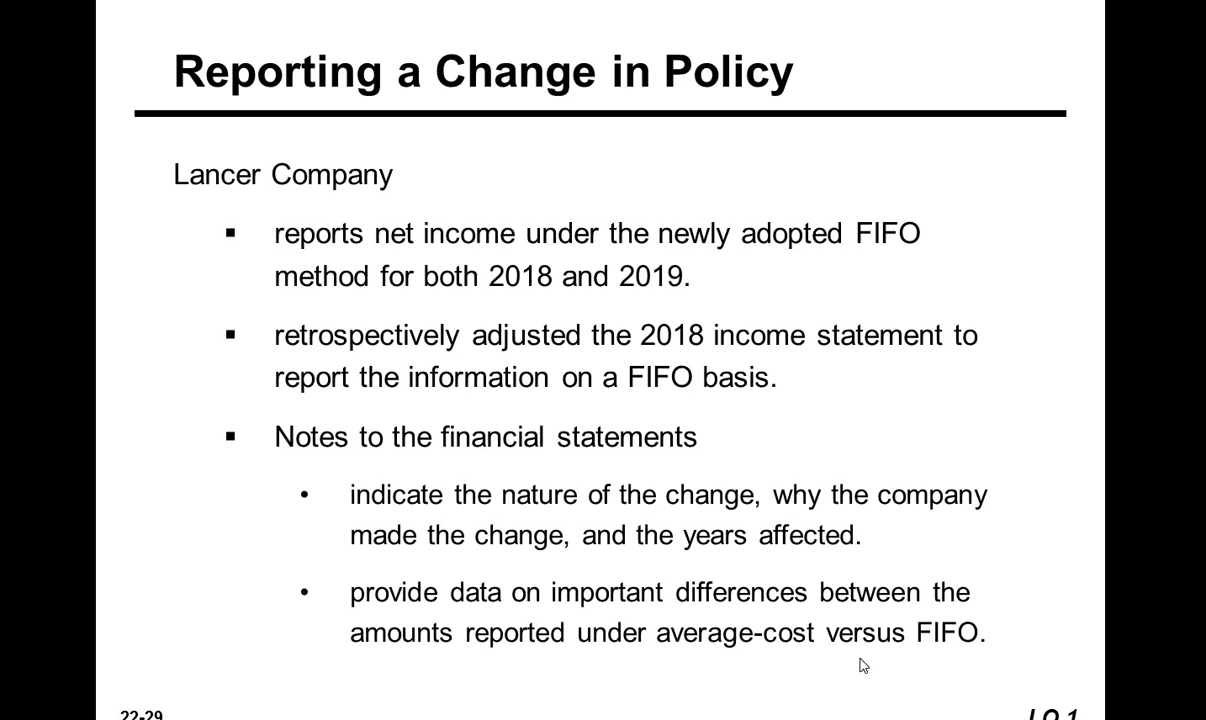 Reporting a Change in Policy
Lancer Company
▪ reports net income under the newly adopted FIFO
method for both 2018 and 2019.
▪ retrospectively adjusted the 2018 income statement to
report the information on a FIFO basis.
▪ Notes to the financial statements
• indicate the nature of the change, why the company
made the change, and the years affected.
• provide data on important differences between the
amounts reported under average-cost versus FIFO.
22-29
LO 1